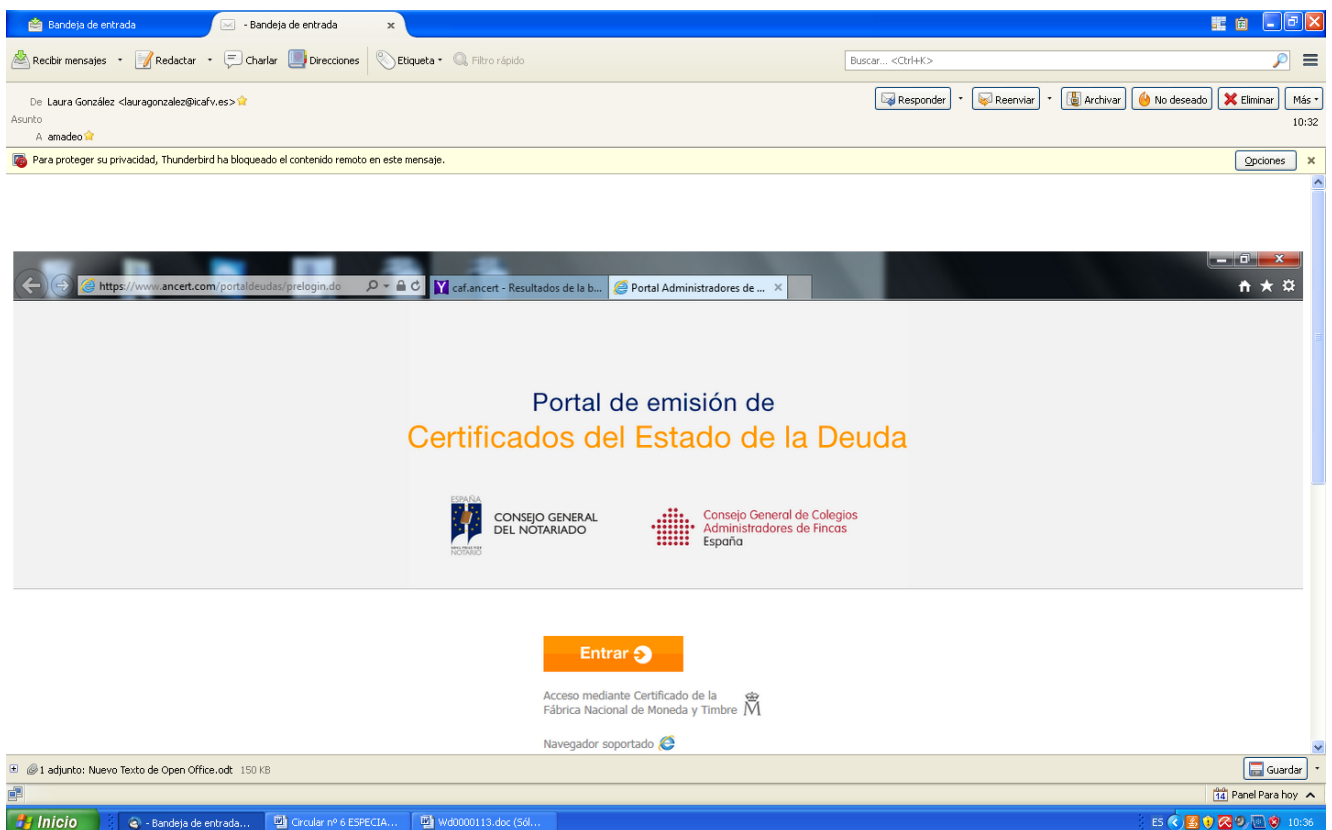 Bandeja de entrada
- Bandeja de entrada
Recibir mensajes
Redactar
Charlar
Direcciones
Etiqueta
Filtro rápido
Buscar... <Ctrl+K>
De Laura González <lauragonzalez@icafv.es>
Responder
Reenviar
Archivar
No deseado
Eliminar
Más
Asunto
10:32
A amadeo
Para proteger su privacidad, Thunderbird ha bloqueado el contenido remoto en este mensaje.
Opciones
https://www.ancert.com/portaldeudas/prelogin.do
caf.ancert - Resultados de la b...
Portal Administradores de ...
Portal de emisión de
Certificados del Estado de la Deuda
ESPAÑA
CONSEJO GENERAL
DEL NOTARIADO
NOTARIO
Consejo General de Colegios
Administradores de Fincas
España
Entrar
Acceso mediante Certificado de la
Fábrica Nacional de Moneda y Timbre
Navegador soportado
1 adjunto: Nuevo Texto de Open Office.odt 150 KB
Guardar
14 Panel Para hoy
Inicio
- Bandeja de entrada...
Circular nº 6 ESPECIA...
Wd0000113.doc (Sól...
ES
10:36